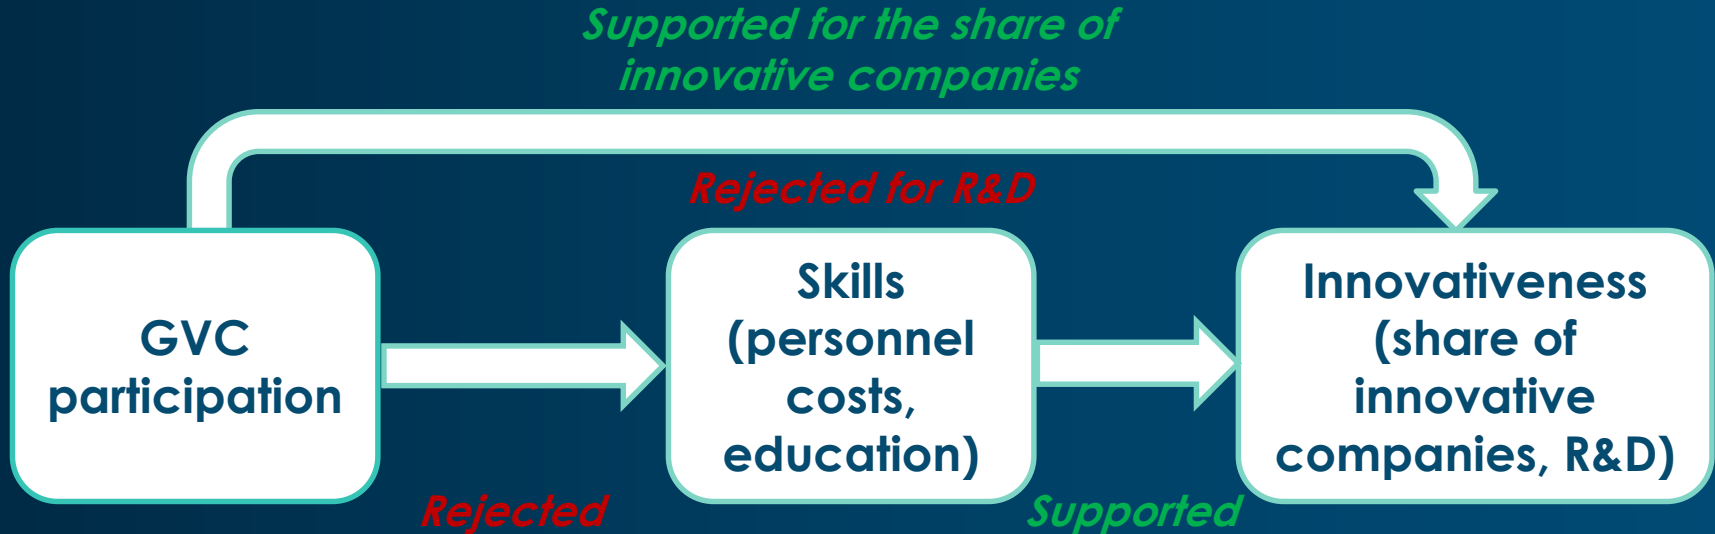 Supported for the share of
innovative companies
Rejected for R&D
GVC
participation
Skills
(personnel
costs,
education)
Innovativeness
(share of
innovative
companies, R&D)
Rejected
Supported